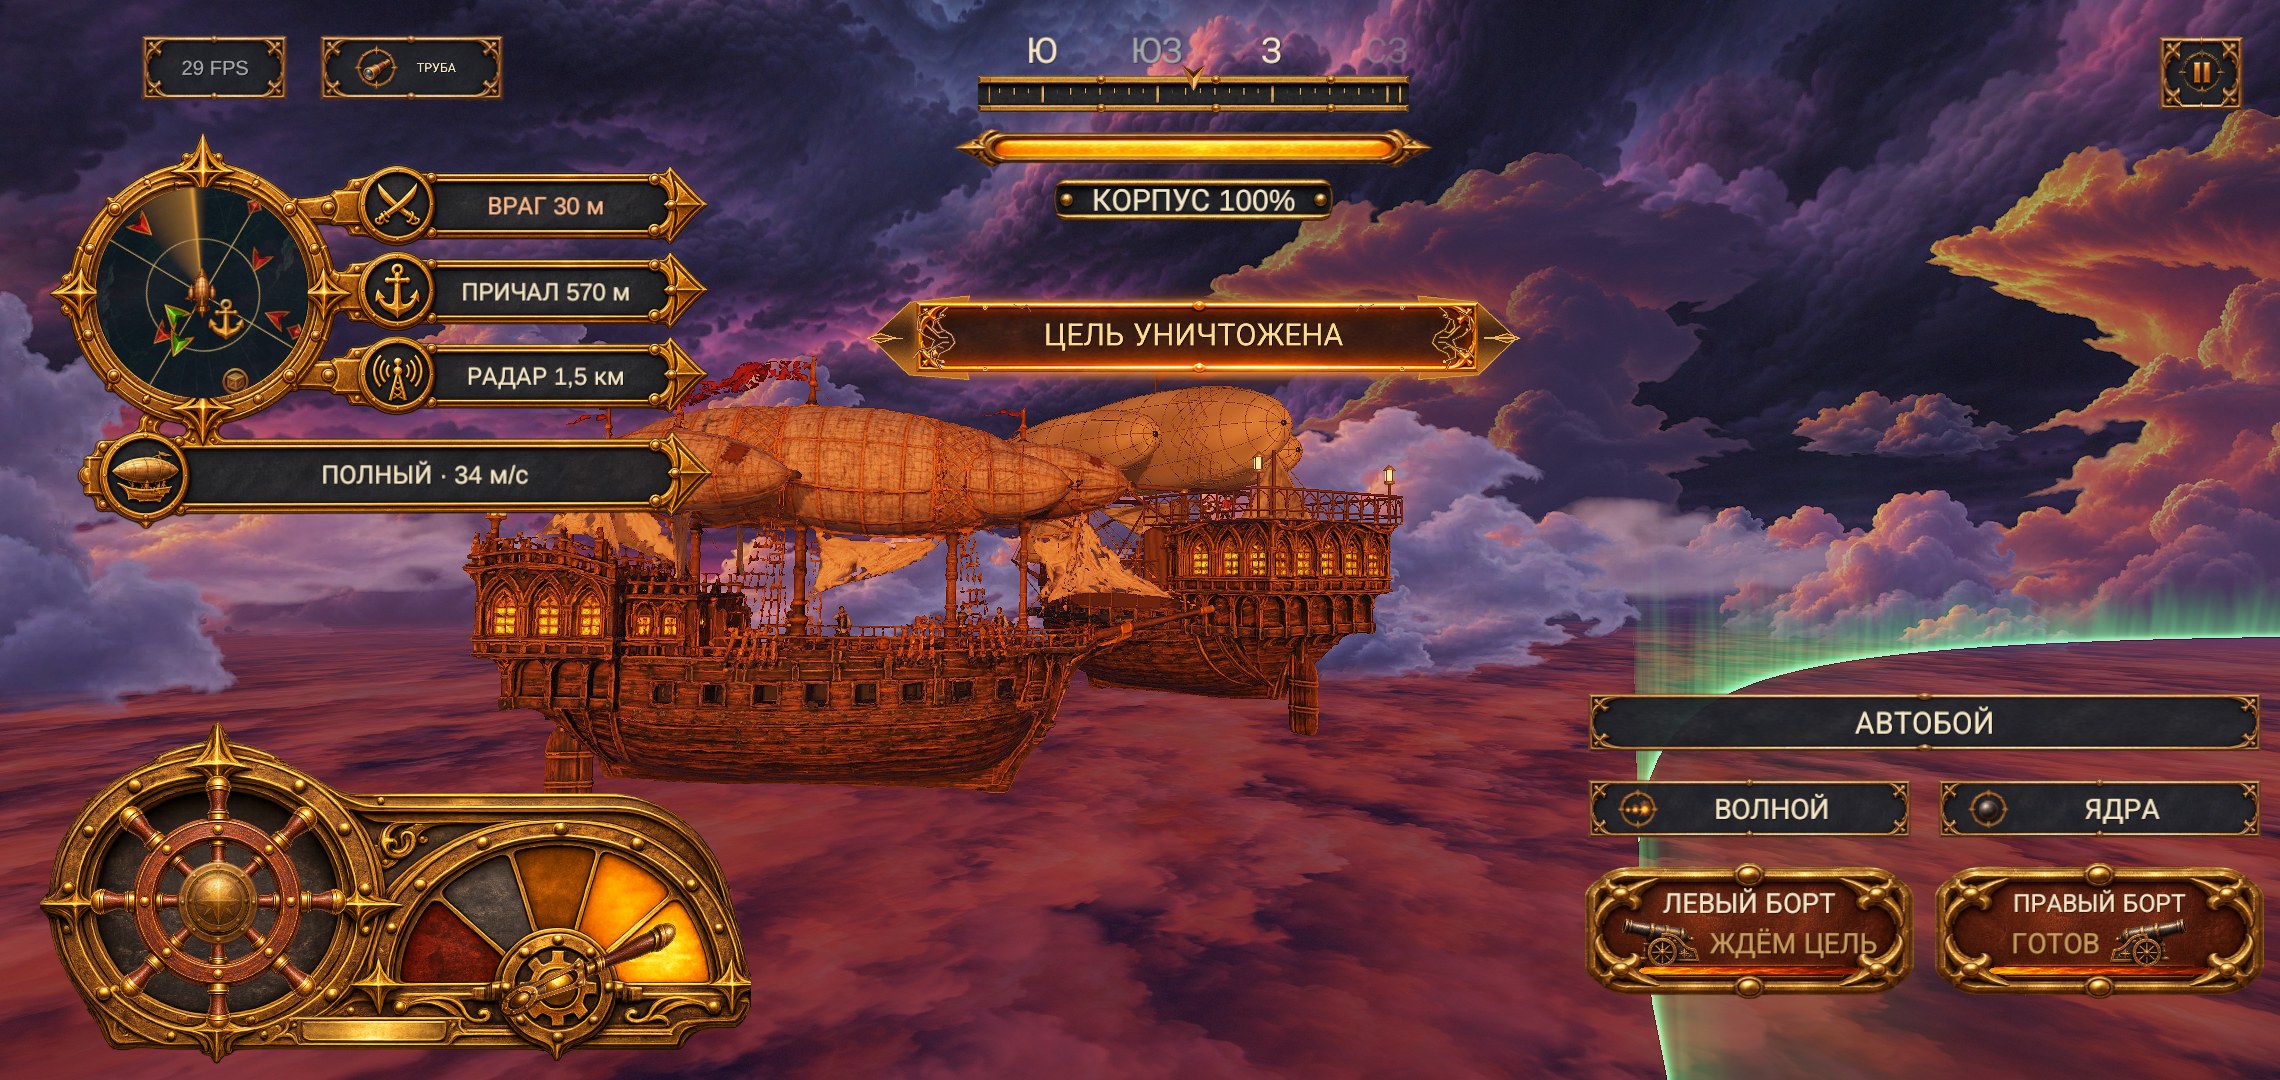 29 FPS
ТРУБА
Ю ЮЗ З СЗ
КОРПУС 100%
ВРАГ 30 м
ПРИЧАЛ 570 м
РАДАР 1,5 км
ПОЛНЫЙ · 34 м/с
ЦЕЛЬ УНИЧТОЖЕНА
АВТОБОЙ
ВОЛНОЙ
ЯДРА
ЛЕВЫЙ БОРТ
ЖДЁМ ЦЕЛЬ
ПРАВЫЙ БОРТ
ГОТОВ